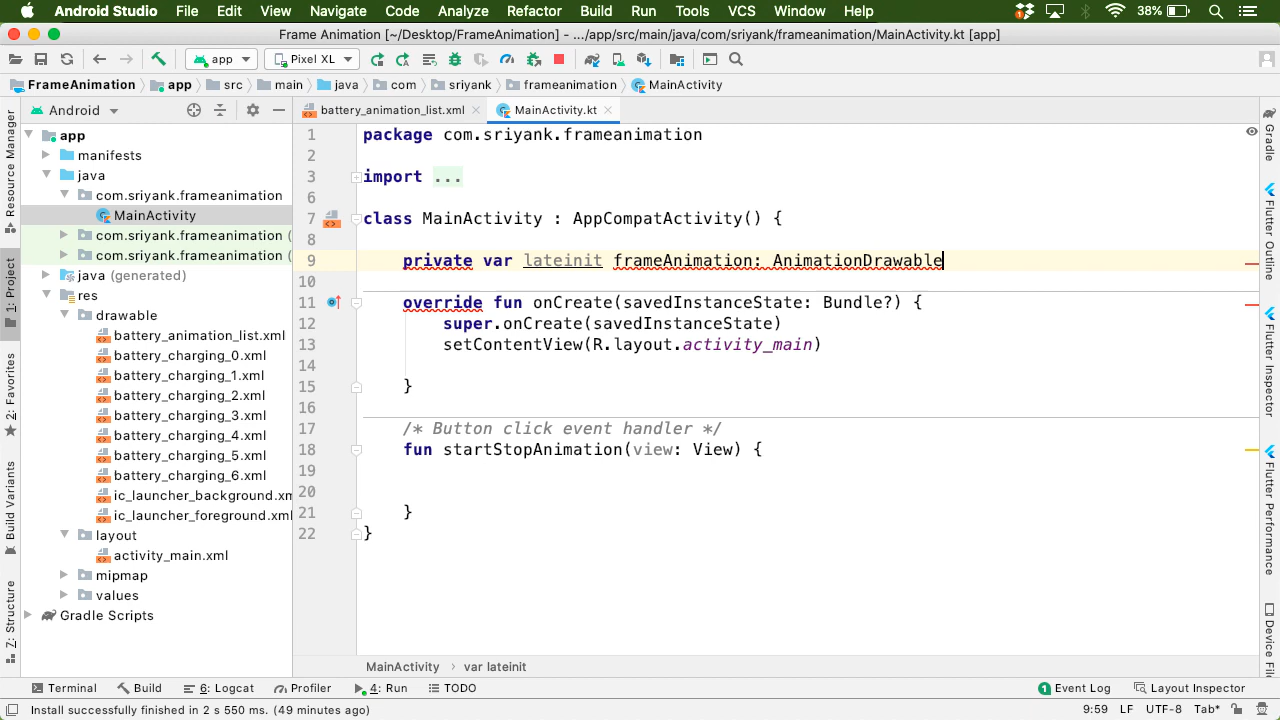 Android Studio File Edit View Navigate Code Analyze Refactor Build Run Tools VCS Window Help 38%
Frame Animation [~/Desktop/FrameAnimation] - .../app/src/main/java/com/sriyank/frameanimation/MainActivity.kt [app]
app Pixel XL
FrameAnimation app src main java com sriyank frameanimation MainActivity
Android
battery_animation_list.xml MainActivity.kt
app
manifests
java
com.sriyank.frameanimation
MainActivity
com.sriyank.frameanimation (
com.sriyank.frameanimation (
java (generated)
res
drawable
battery_animation_list.xml
battery_charging_0.xml
battery_charging_1.xml
battery_charging_2.xml
battery_charging_3.xml
battery_charging_4.xml
battery_charging_5.xml
battery_charging_6.xml
ic_launcher_background.xm
ic_launcher_foreground.xml
layout
activity_main.xml
mipmap
values
Gradle Scripts
1 package com.sriyank.frameanimation
2
3 import ...
6
7 class MainActivity : AppCompatActivity() {
8
9 private var lateinit frameAnimation: AnimationDrawable
10
11 override fun onCreate(savedInstanceState: Bundle?) {
12 super.onCreate(savedInstanceState)
13 setContentView(R.layout.activity_main)
14
15 }
16
17 /* Button click event handler */
18 fun startStopAnimation(view: View) {
19
20
21 }
22 }
MainActivity var lateinit
Resource Manager
1: Project
2: Favorites
Build Variants
Z: Structure
Gradle
Flutter Outline
Flutter Inspector
Flutter Performance
Device Fil
Terminal Build 6: Logcat Profiler 4: Run TODO 1 Event Log Layout Inspector
Install successfully finished in 2 s 550 ms. (49 minutes ago) 9:59 LF UTF-8 Tab*